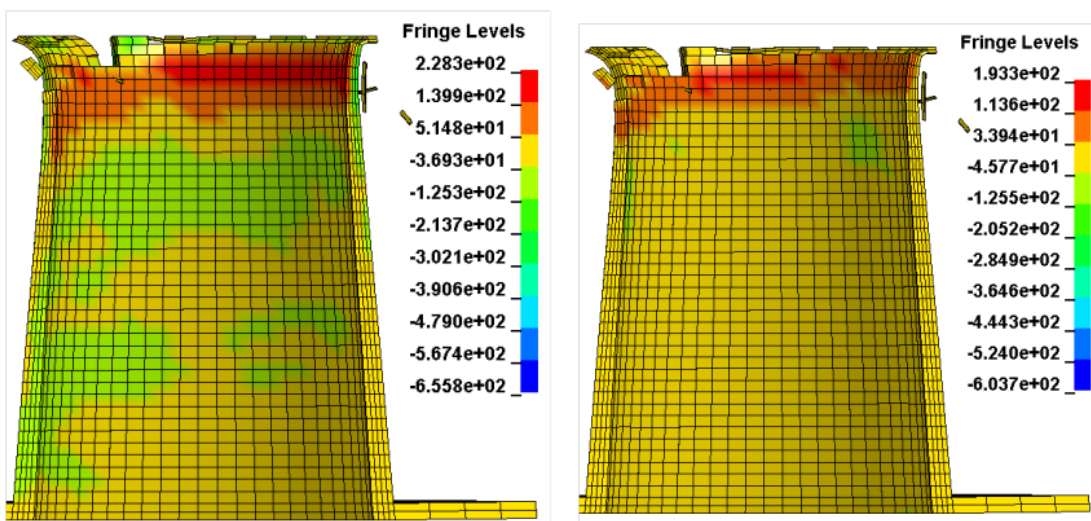 Fringe Levels
2.283e+02
1.399e+02
5.148e+01
-3.693e+01
-1.253e+02
-2.137e+02
-3.021e+02
-3.906e+02
-4.790e+02
-5.674e+02
-6.558e+02
Fringe Levels
1.933e+02
1.136e+02
3.394e+01
-4.577e+01
-1.255e+02
-2.052e+02
-2.849e+02
-3.646e+02
-4.443e+02
-5.240e+02
-6.037e+02